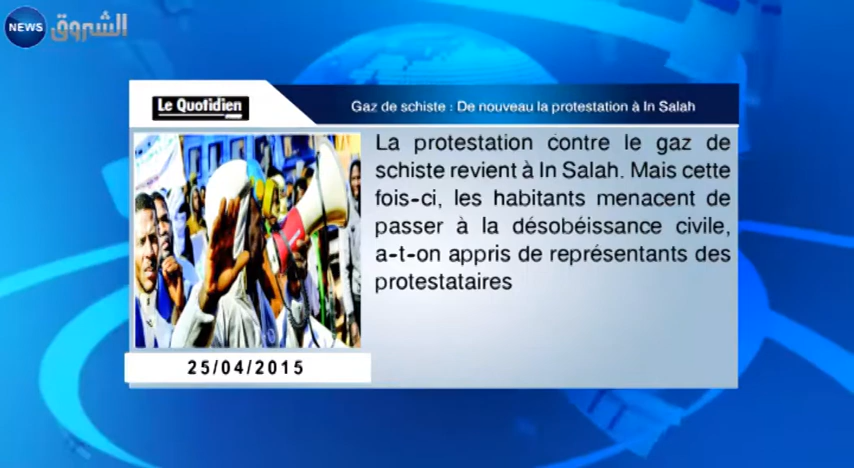 NEWS الشروق
Le Quotidien
Gaz de schiste : De nouveau la protestation à In Salah
La protestation contre le gaz de
schiste revient à In Salah. Mais cette
fois-ci, les habitants menacent de
passer à la désobéissance civile,
a-t-on appris de représentants des
protestataires
25/04/2015